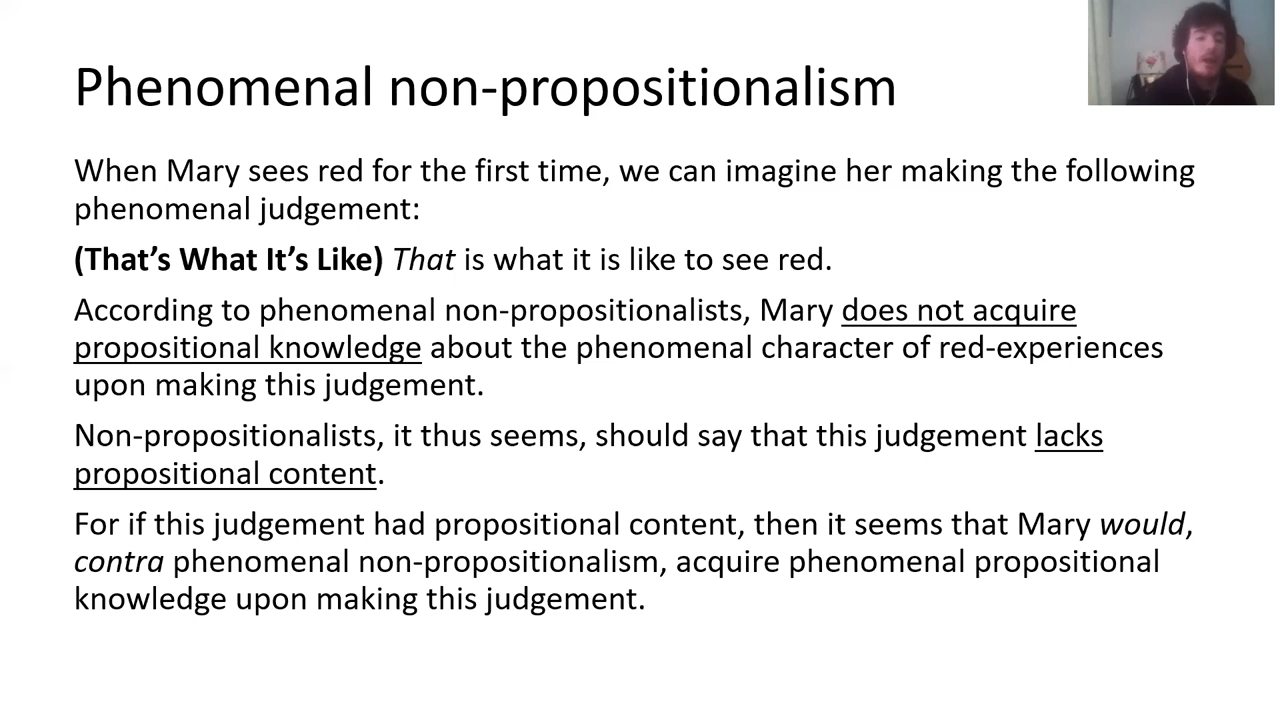 Phenomenal non-propositionalism
When Mary sees red for the first time, we can imagine her making the following
phenomenal judgement:
(That's What It's Like) That is what it is like to see red.
According to phenomenal non-propositionalists, Mary does not acquire
propositional knowledge about the phenomenal character of red-experiences
upon making this judgement.
Non-propositionalists, it thus seems, should say that this judgement lacks
propositional content.
For if this judgement had propositional content, then it seems that Mary would,
contra phenomenal non-propositionalism, acquire phenomenal propositional
knowledge upon making this judgement.